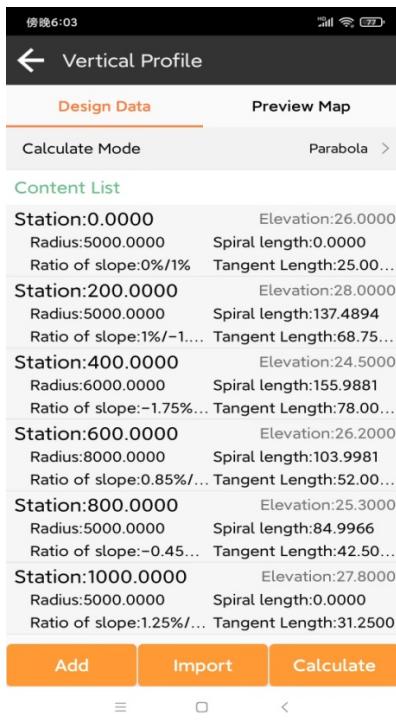 傍晚6:03
HD 77
Vertical Profile
Design Data Preview Map
Calculate Mode Parabola >
Content List
Station:0.0000 Elevation:26.0000
Radius:5000.0000 Spiral length:0.0000
Ratio of slope:0%/1% Tangent Length:25.00...
Station:200.0000 Elevation:28.0000
Radius:5000.0000 Spiral length:137.4894
Ratio of slope:1%/−1.... Tangent Length:68.75...
Station:400.0000 Elevation:24.5000
Radius:6000.0000 Spiral length:155.9881
Ratio of slope:−1.75%... Tangent Length:78.00...
Station:600.0000 Elevation:26.2000
Radius:8000.0000 Spiral length:103.9981
Ratio of slope:0.85%/... Tangent Length:52.00...
Station:800.0000 Elevation:25.3000
Radius:5000.0000 Spiral length:84.9966
Ratio of slope:−0.45... Tangent Length:42.50...
Station:1000.0000 Elevation:27.8000
Radius:5000.0000 Spiral length:0.0000
Ratio of slope:1.25%/... Tangent Length:31.2500
Add Import Calculate